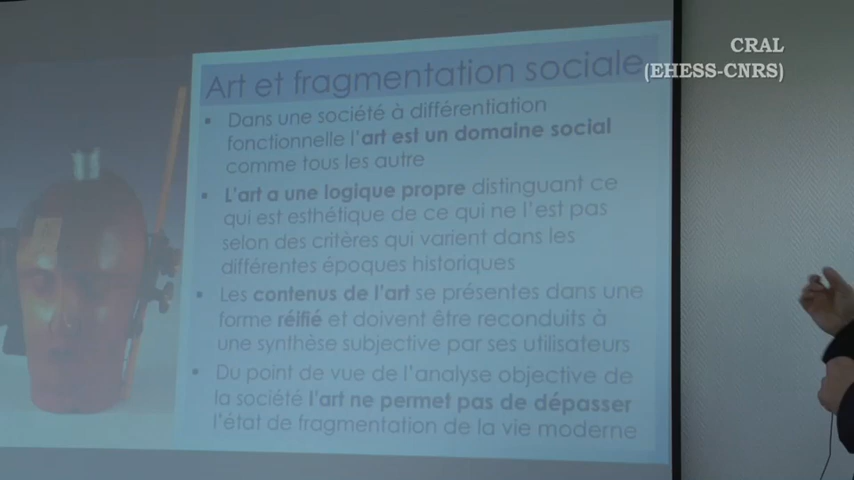 CRAL
(EHESS-CNRS)
Art et fragmentation sociale
Dans une société à différentiation
fonctionnelle l'art est un domaine social
comme tous les autre
L'art a une logique propre distinguant ce
qui est esthétique de ce qui ne l'est pas
selon des critères qui varient dans les
différentes époques historiques
Les contenus de l'art se présentes dans une
forme réifié et doivent être reconduits à
une synthèse subjective par ses utilisateurs
Du point de vue de l'analyse objective de
la société l'art ne permet pas de dépasser
l'état de fragmentation de la vie moderne